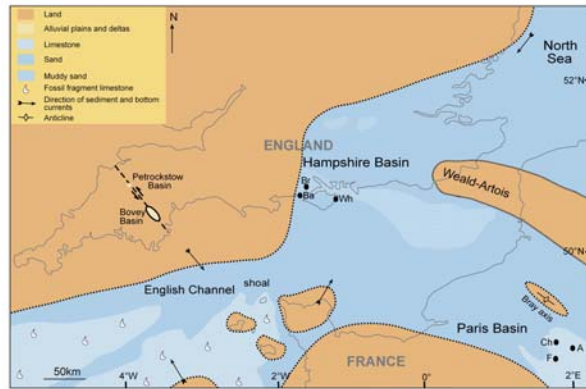 Land
Alluvial plains and deltas
Limestone
Sand
Muddy sand
Fossil fragment limestone
Direction of sediment and bottom
currents
Anticline
N
North
Sea
52°N
ENGLAND
Hampshire Basin
Petrockstow
Basin
Bovey
Basin
Br
Ba
Wh
Weald-Artois
50°N
English Channel
shoal
Bray axis
Paris Basin
Ch
A
F
FRANCE
50km
4°W
2°W
0°
2°E